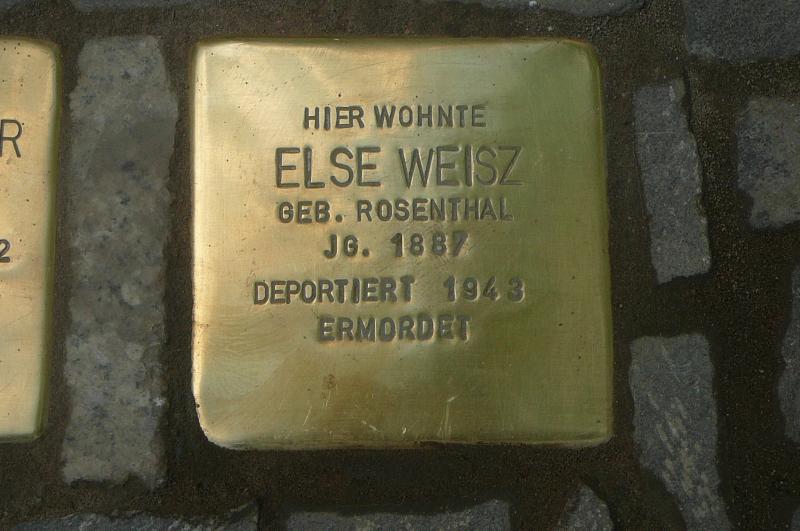 HIER WOHNTE
ELSE WEISZ
GEB. ROSENTHAL
JG. 1887
DEPORTIERT 1943
ERMORDET